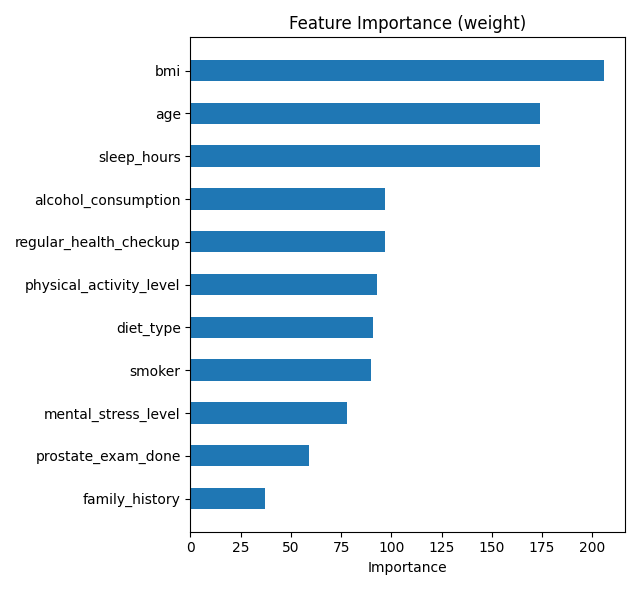 Feature Importance (weight)
bmi
age
sleep_hours
alcohol_consumption
regular_health_checkup
physical_activity_level
diet_type
smoker
mental_stress_level
prostate_exam_done
family_history
0 25 50 75 100 125 150 175 200
Importance